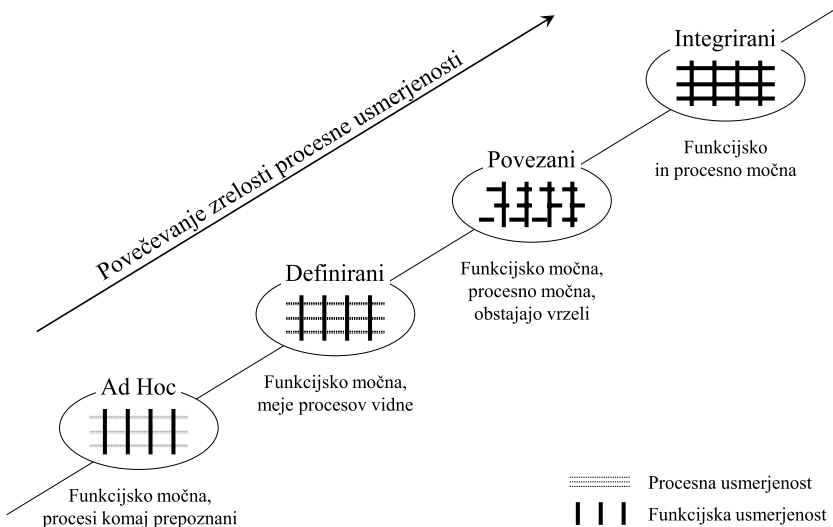 Integrirani
Funkcijsko
in procesno močna
Povečevanje zrelosti procesne usmerjenosti
Povezani
Funkcijsko močna,
procesno močna,
obstajajo vrzeli
Definirani
Funkcijsko močna,
meje procesov vidne
Ad Hoc
Funkcijsko močna,
procesi komaj prepoznani
Procesna usmerjenost
Funkcijska usmerjenost